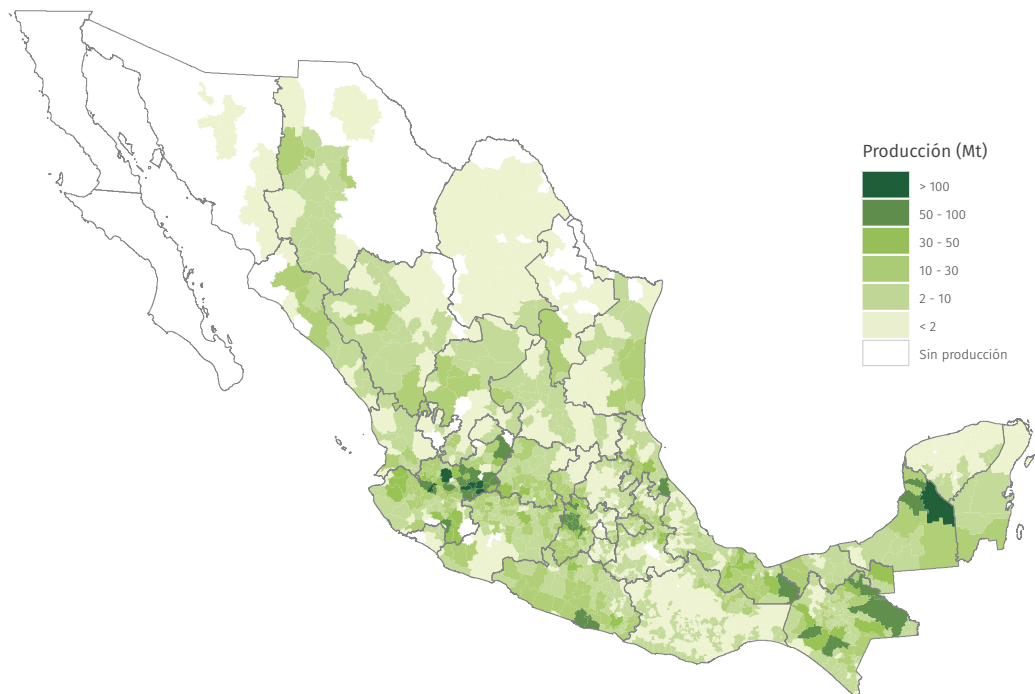 Producción (Mt)
> 100
50 - 100
30 - 50
10 - 30
2 - 10
< 2
Sin producción